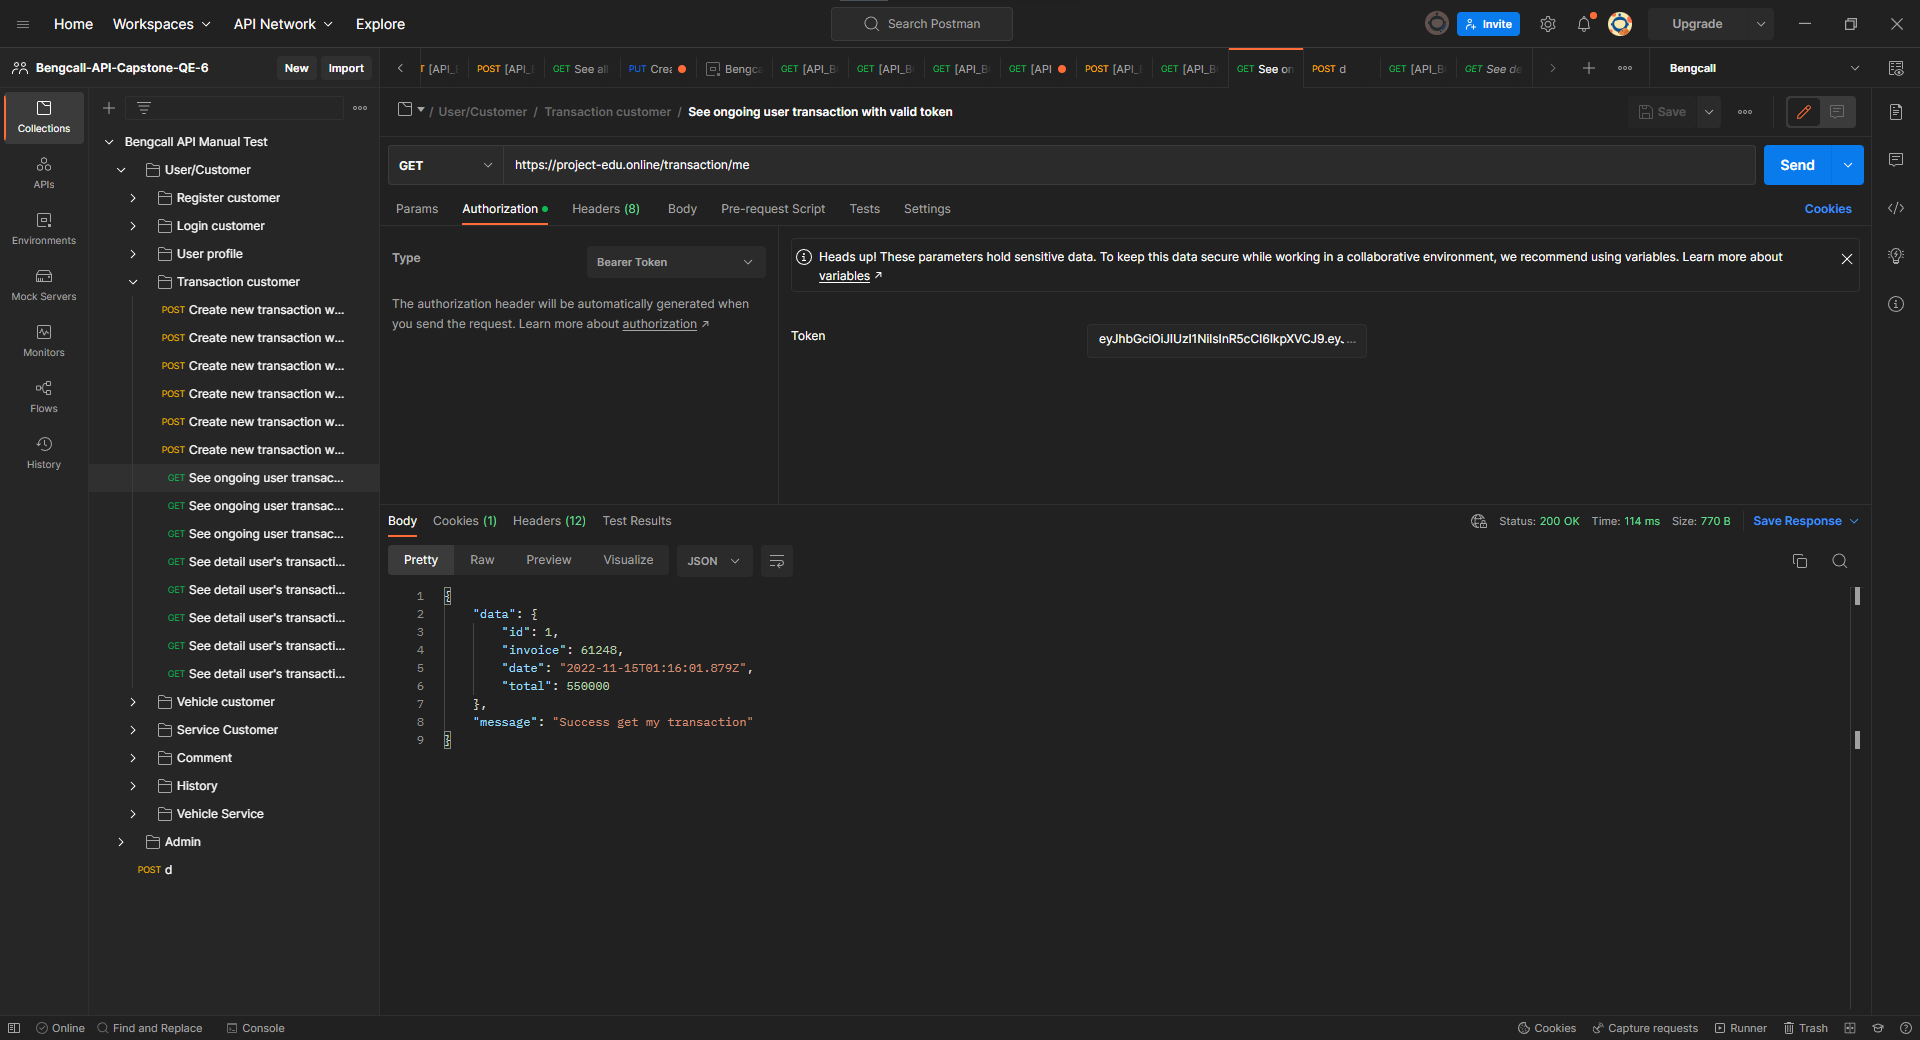 Home Workspaces API Network Explore Search Postman Invite Upgrade
Bengcall-API-Capstone-QE-6 New Import
T [API_ POST [API_ GET See all PUT Crea Bengca GET [API_B GET [API_B GET [API_B GET [API POST [API_ GET [API_B GET See on POST d GET [API_B GET See de Bengcall
/ User/Customer / Transaction customer / See ongoing user transaction with valid token Save
GET https://project-edu.online/transaction/me Send
Params Authorization Headers (8) Body Pre-request Script Tests Settings Cookies
Type Bearer Token
The authorization header will be automatically generated when
you send the request. Learn more about authorization ↗
Heads up! These parameters hold sensitive data. To keep this data secure while working in a collaborative environment, we recommend using variables. Learn more about
variables ↗
Token eyJhbGciOiJIUzI1NiIsInR5cCI6IkpXVCJ9.ey. ...
Collections
APIs
Environments
Mock Servers
Monitors
Flows
History
Bengcall API Manual Test
User/Customer
Register customer
Login customer
User profile
Transaction customer
POST Create new transaction w...
POST Create new transaction w...
POST Create new transaction w...
POST Create new transaction w...
POST Create new transaction w...
POST Create new transaction w...
GET See ongoing user transac...
GET See ongoing user transac...
GET See ongoing user transac...
GET See detail user's transacti...
GET See detail user's transacti...
GET See detail user's transacti...
GET See detail user's transacti...
GET See detail user's transacti...
Vehicle customer
Service Customer
Comment
History
Vehicle Service
Admin
POST d
Body Cookies (1) Headers (12) Test Results Status: 200 OK Time: 114 ms Size: 770 B Save Response
Pretty Raw Preview Visualize JSON
1 {
2 "data": {
3 "id": 1,
4 "invoice": 61248,
5 "date": "2022-11-15T01:16:01.879Z",
6 "total": 550000
7 },
8 "message": "Success get my transaction"
9 }
Online Find and Replace Console Cookies Capture requests Runner Trash